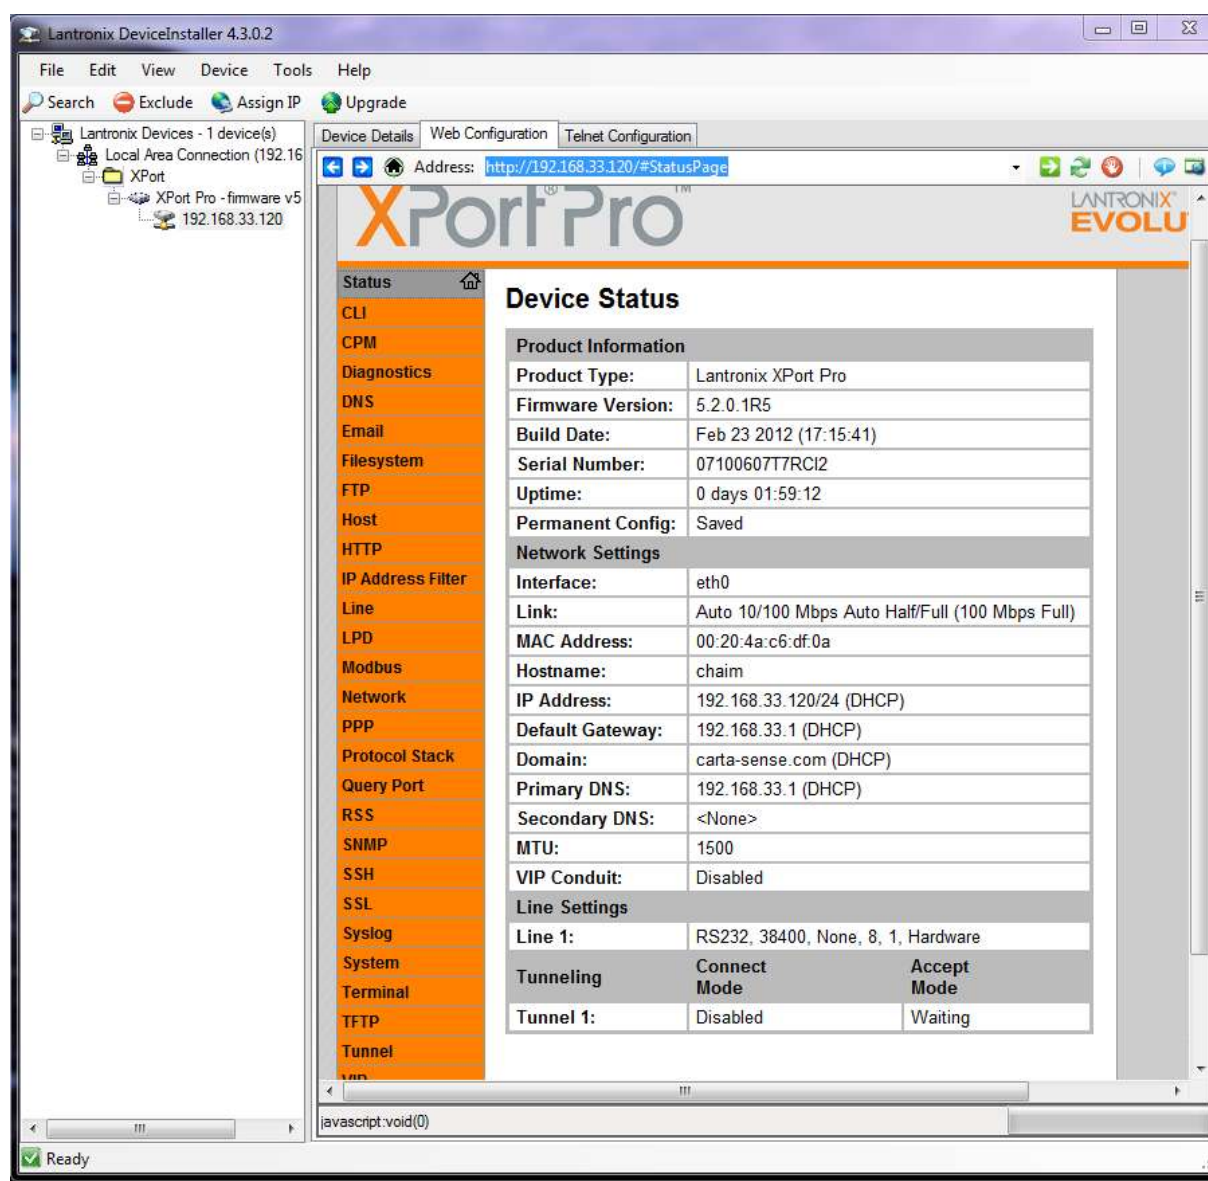 Lantronix DeviceInstaller 4.3.0.2
File Edit View Device Tools Help
Search Exclude Assign IP Upgrade
Lantronix Devices - 1 device(s)
Local Area Connection (192.16
XPort
XPort Pro - firmware v5
192.168.33.120
Device Details Web Configuration Telnet Configuration
Address: http://192.168.33.120/#StatusPage
XPort® Pro™
LANTRONIX®
EVOLU
Status
CLI
CPM
Diagnostics
DNS
Email
Filesystem
FTP
Host
HTTP
IP Address Filter
Line
LPD
Modbus
Network
PPP
Protocol Stack
Query Port
RSS
SNMP
SSH
SSL
Syslog
System
Terminal
TFTP
Tunnel
VIP
Device Status
Product Information
Product Type: Lantronix XPort Pro
Firmware Version: 5.2.0.1R5
Build Date: Feb 23 2012 (17:15:41)
Serial Number: 07100607T7RCI2
Uptime: 0 days 01:59:12
Permanent Config: Saved
Network Settings
Interface: eth0
Link: Auto 10/100 Mbps Auto Half/Full (100 Mbps Full)
MAC Address: 00:20:4a:c6:df:0a
Hostname: chaim
IP Address: 192.168.33.120/24 (DHCP)
Default Gateway: 192.168.33.1 (DHCP)
Domain: carta-sense.com (DHCP)
Primary DNS: 192.168.33.1 (DHCP)
Secondary DNS: <None>
MTU: 1500
VIP Conduit: Disabled
Line Settings
Line 1: RS232, 38400, None, 8, 1, Hardware
Tunneling Connect Mode Accept Mode
Tunnel 1: Disabled Waiting
javascript:void(0)
Ready